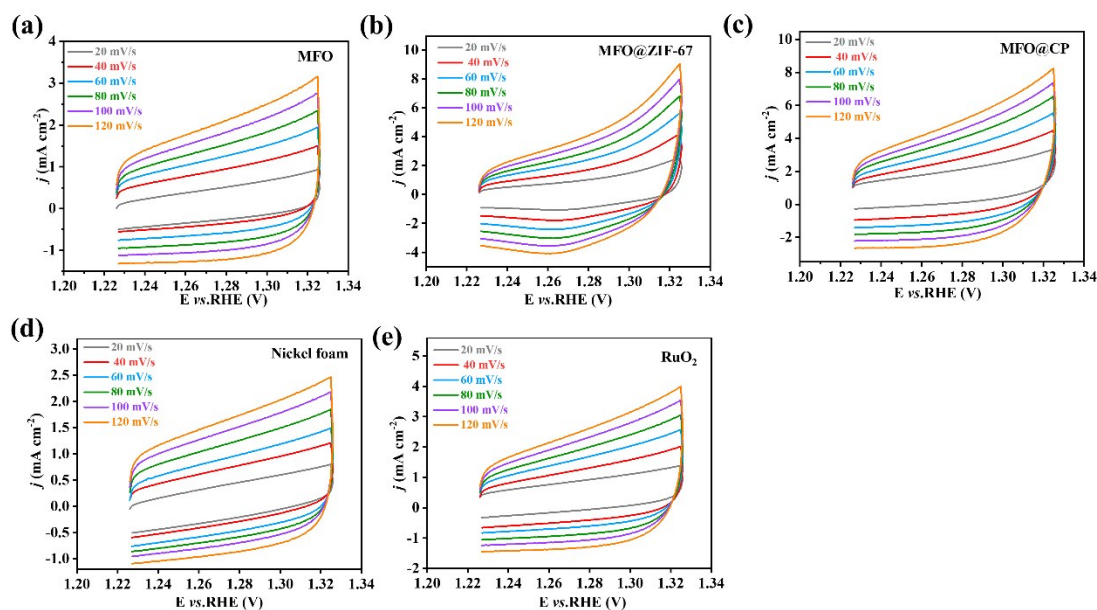 (a)
MFO
20 mV/s
40 mV/s
60 mV/s
80 mV/s
100 mV/s
120 mV/s
j (mA cm-2)
4
3
2
1
0
-1
1.20 1.22 1.24 1.26 1.28 1.30 1.32 1.34
E vs.RHE (V)
(b)
MFO@ZIF-67
20 mV/s
40 mV/s
60 mV/s
80 mV/s
100 mV/s
120 mV/s
j (mA cm-2)
10
8
6
4
2
0
-2
-4
1.20 1.22 1.24 1.26 1.28 1.30 1.32 1.34
E vs.RHE (V)
(c)
MFO@CP
20 mV/s
40 mV/s
60 mV/s
80 mV/s
100 mV/s
120 mV/s
j (mA cm-2)
10
8
6
4
2
0
-2
1.20 1.22 1.24 1.26 1.28 1.30 1.32 1.34
E vs.RHE (V)
(d)
Nickel foam
20 mV/s
40 mV/s
60 mV/s
80 mV/s
100 mV/s
120 mV/s
j (mA cm-2)
3.0
2.5
2.0
1.5
1.0
0.5
0.0
-0.5
-1.0
1.20 1.22 1.24 1.26 1.28 1.30 1.32 1.34
E vs.RHE (V)
(e)
RuO2
20 mV/s
40 mV/s
60 mV/s
80 mV/s
100 mV/s
120 mV/s
j (mA cm-2)
5
4
3
2
1
0
-1
-2
1.20 1.22 1.24 1.26 1.28 1.30 1.32 1.34
E vs.RHE (V)